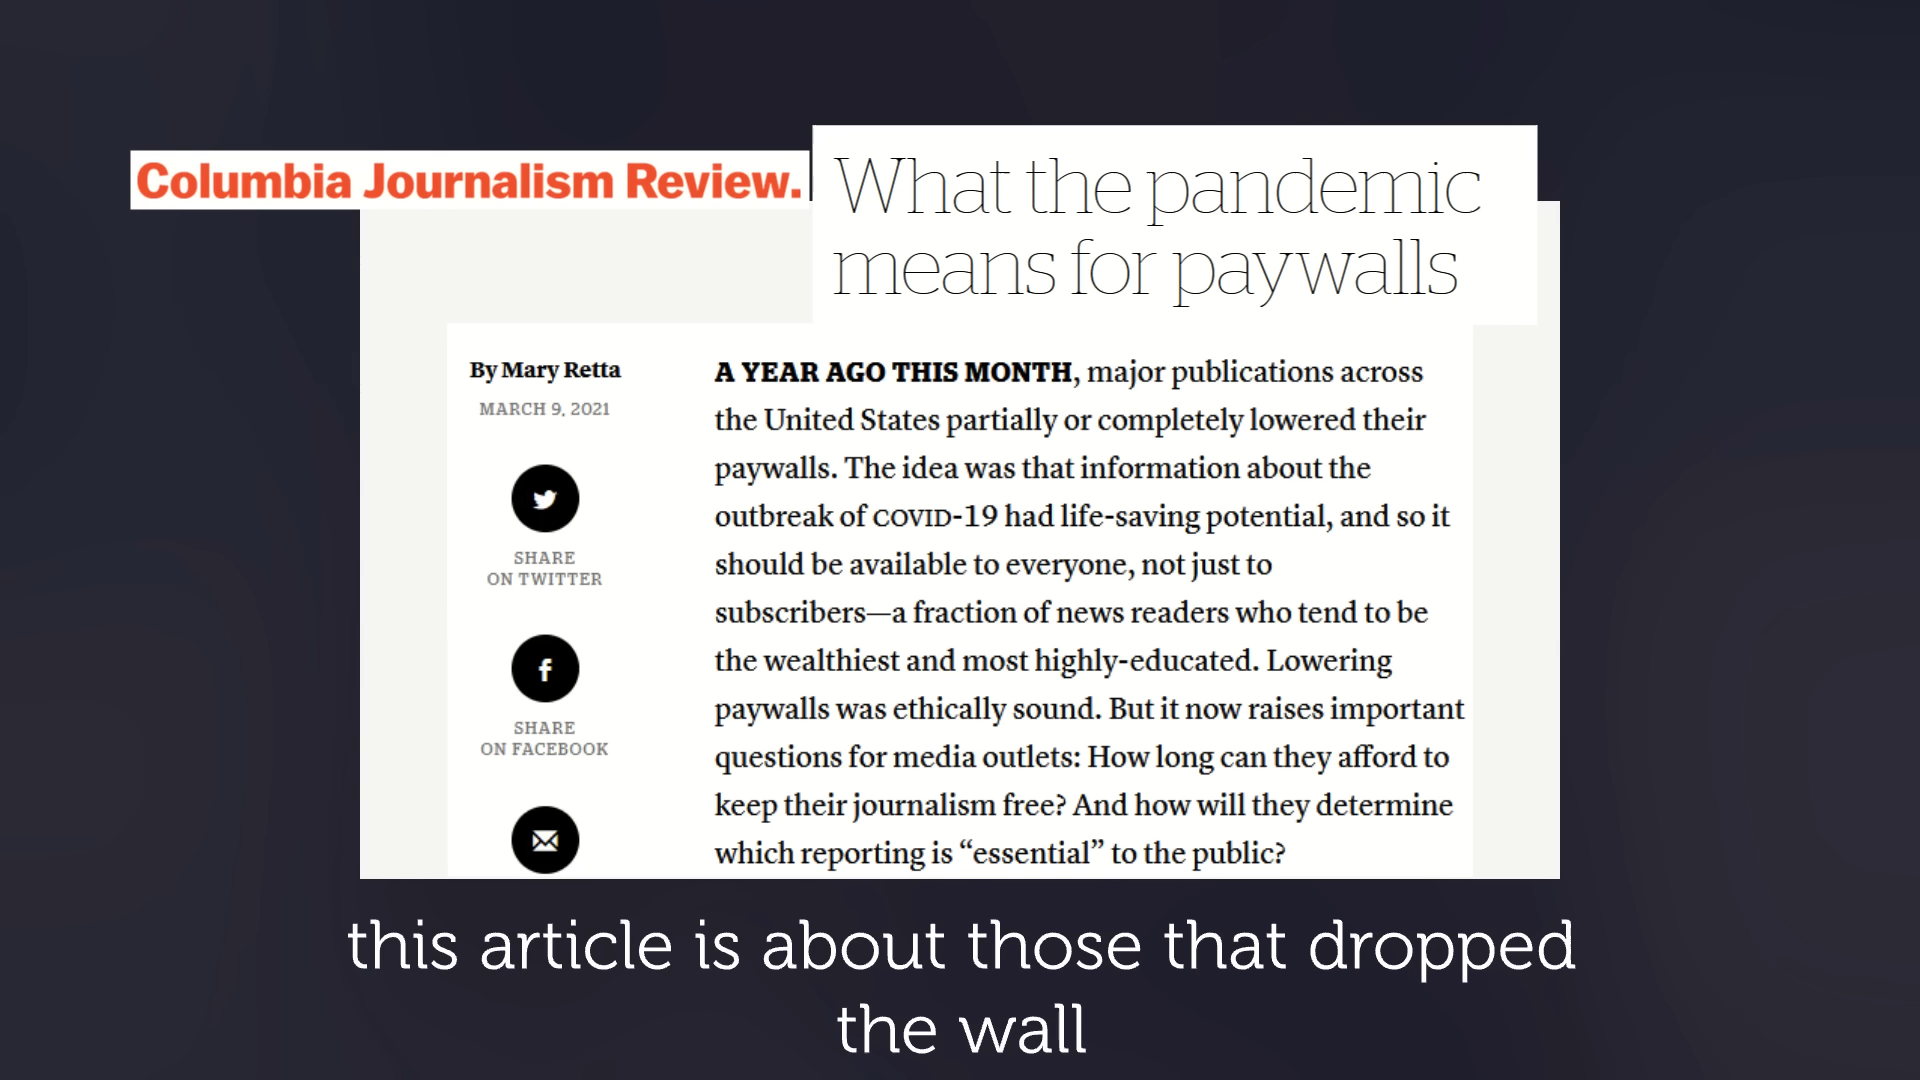 Columbia Journalism Review.
What the pandemic
means for paywalls
By Mary Retta
MARCH 9, 2021
SHARE
ON TWITTER
SHARE
ON FACEBOOK
A YEAR AGO THIS MONTH, major publications across
the United States partially or completely lowered their
paywalls. The idea was that information about the
outbreak of COVID-19 had life-saving potential, and so it
should be available to everyone, not just to
subscribers—a fraction of news readers who tend to be
the wealthiest and most highly-educated. Lowering
paywalls was ethically sound. But it now raises important
questions for media outlets: How long can they afford to
keep their journalism free? And how will they determine
which reporting is “essential” to the public?
this article is about those that dropped
the wall